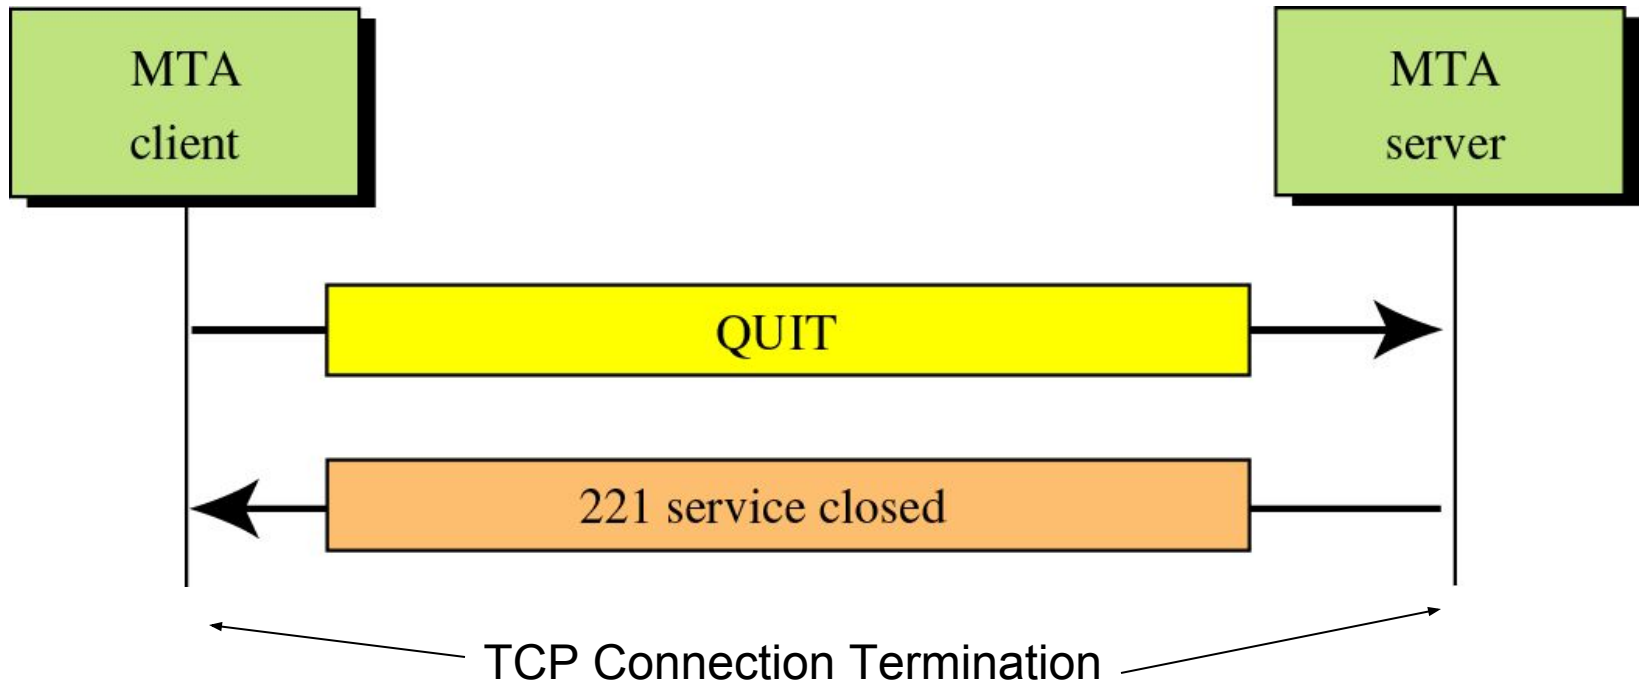 MTA
client
MTA
server
QUIT
221 service closed
TCP Connection Termination